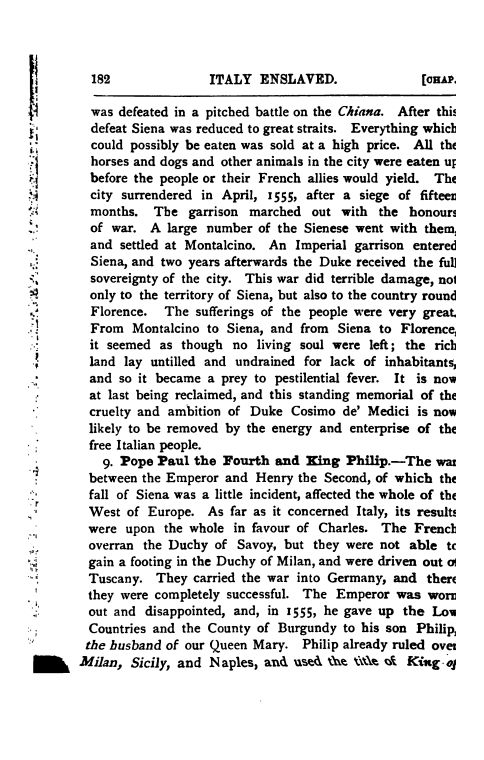 182 ITALY ENSLAVED. [CHAP.
was defeated in a pitched battle on the Chiana. After this
defeat Siena was reduced to great straits. Everything which
could possibly be eaten was sold at a high price. All the
horses and dogs and other animals in the city were eaten up
before the people or their French allies would yield. The
city surrendered in April, 1555, after a siege of fifteen
months. The garrison marched out with the honours
of war. A large number of the Sienese went with them,
and settled at Montalcino. An Imperial garrison entered
Siena, and two years afterwards the Duke received the full
sovereignty of the city. This war did terrible damage, not
only to the territory of Siena, but also to the country round
Florence. The sufferings of the people were very great.
From Montalcino to Siena, and from Siena to Florence,
it seemed as though no living soul were left; the rich
land lay untilled and undrained for lack of inhabitants,
and so it became a prey to pestilential fever. It is now
at last being reclaimed, and this standing memorial of the
cruelty and ambition of Duke Cosimo de' Medici is now
likely to be removed by the energy and enterprise of the
free Italian people.
9. Pope Paul the Fourth and King Philip.—The war
between the Emperor and Henry the Second, of which the
fall of Siena was a little incident, affected the whole of the
West of Europe. As far as it concerned Italy, its results
were upon the whole in favour of Charles. The French
overran the Duchy of Savoy, but they were not able to
gain a footing in the Duchy of Milan, and were driven out of
Tuscany. They carried the war into Germany, and there
they were completely successful. The Emperor was worn
out and disappointed, and, in 1555, he gave up the Low
Countries and the County of Burgundy to his son Philip,
the husband of our Queen Mary. Philip already ruled over
Milan, Sicily, and Naples, and used the title of King of